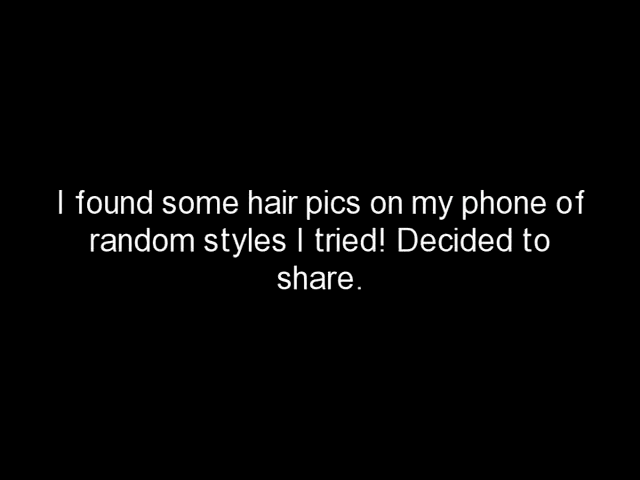 I found some hair pics on my phone of
random styles I tried! Decided to
share.